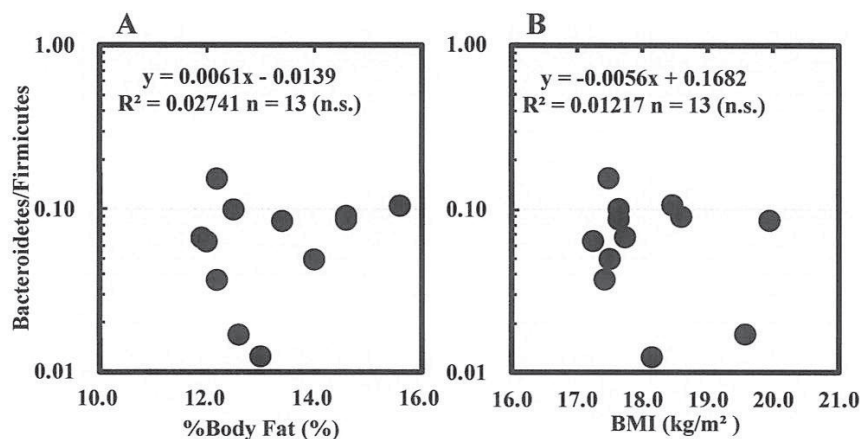 A
Bacteroidetes/Firmicutes
1.00
0.10
0.01
y = 0.0061x - 0.0139
R² = 0.02741 n = 13 (n.s.)
10.0 12.0 14.0 16.0
%Body Fat (%)
B
1.00
0.10
0.01
y = -0.0056x + 0.1682
R² = 0.01217 n = 13 (n.s.)
16.0 17.0 18.0 19.0 20.0 21.0
BMI (kg/m² )